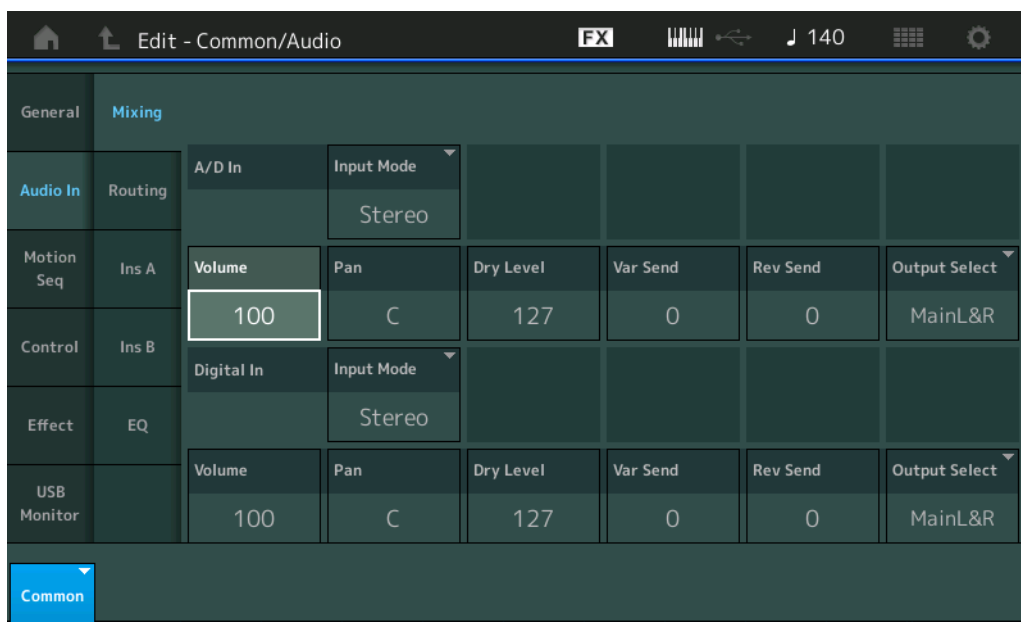 Edit - Common/Audio
FX
140
General
Audio In
Motion
Seq
Control
Effect
USB
Monitor
Mixing
Routing
Ins A
Ins B
EQ
A/D In
Input Mode
Stereo
Volume
Pan
Dry Level
Var Send
Rev Send
Output Select
100
C
127
0
0
MainL&R
Digital In
Input Mode
Stereo
Volume
Pan
Dry Level
Var Send
Rev Send
Output Select
100
C
127
0
0
MainL&R
Common